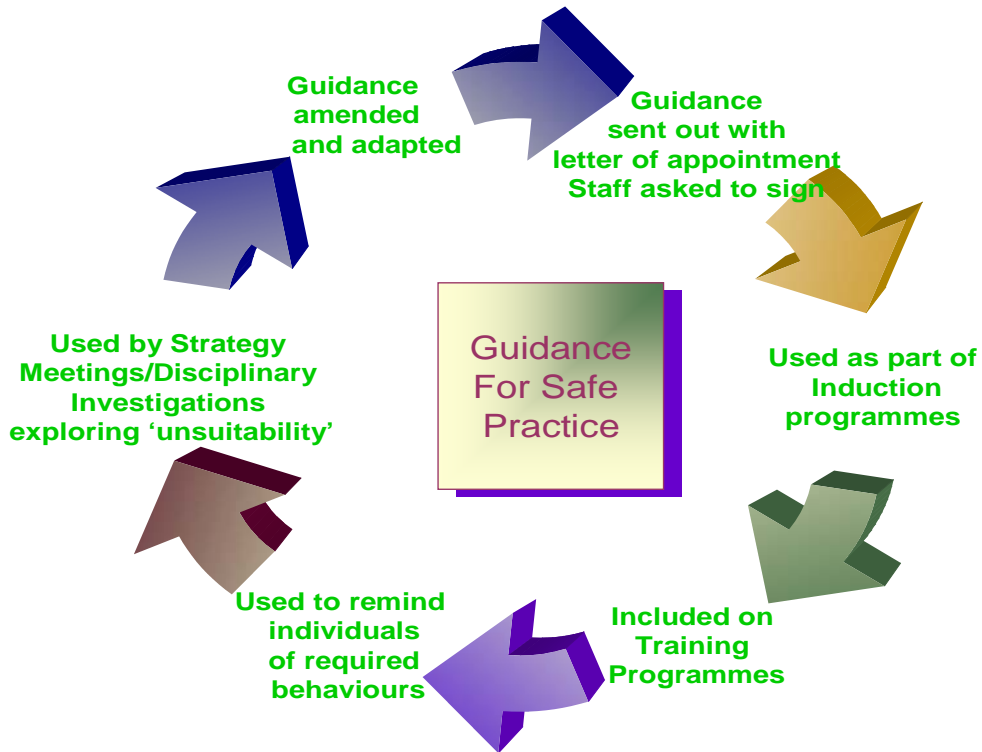 Guidance
amended
and adapted
Guidance
sent out with
letter of appointment
Staff asked to sign
Used as part of
Induction
programmes
Included on
Training
Programmes
Used to remind
individuals
of required
behaviours
Used by Strategy
Meetings/Disciplinary
Investigations
exploring ‘unsuitability’
Guidance
For Safe
Practice